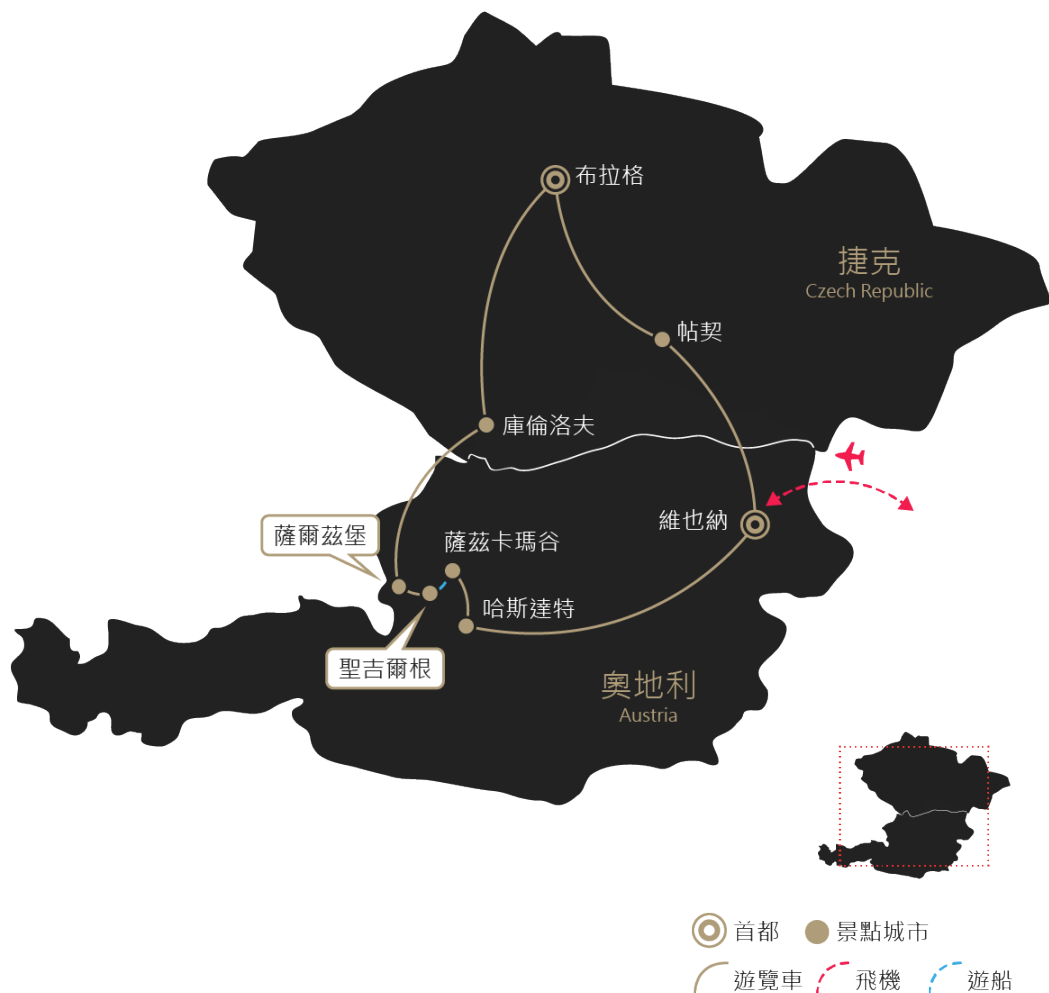 布拉格
捷克
Czech Republic
帖契
庫倫洛夫
維也納
薩爾茲堡
薩茲卡瑪谷
哈斯達特
聖吉爾根
奧地利
Austria
首都 景點城市
遊覽車 飛機 遊船